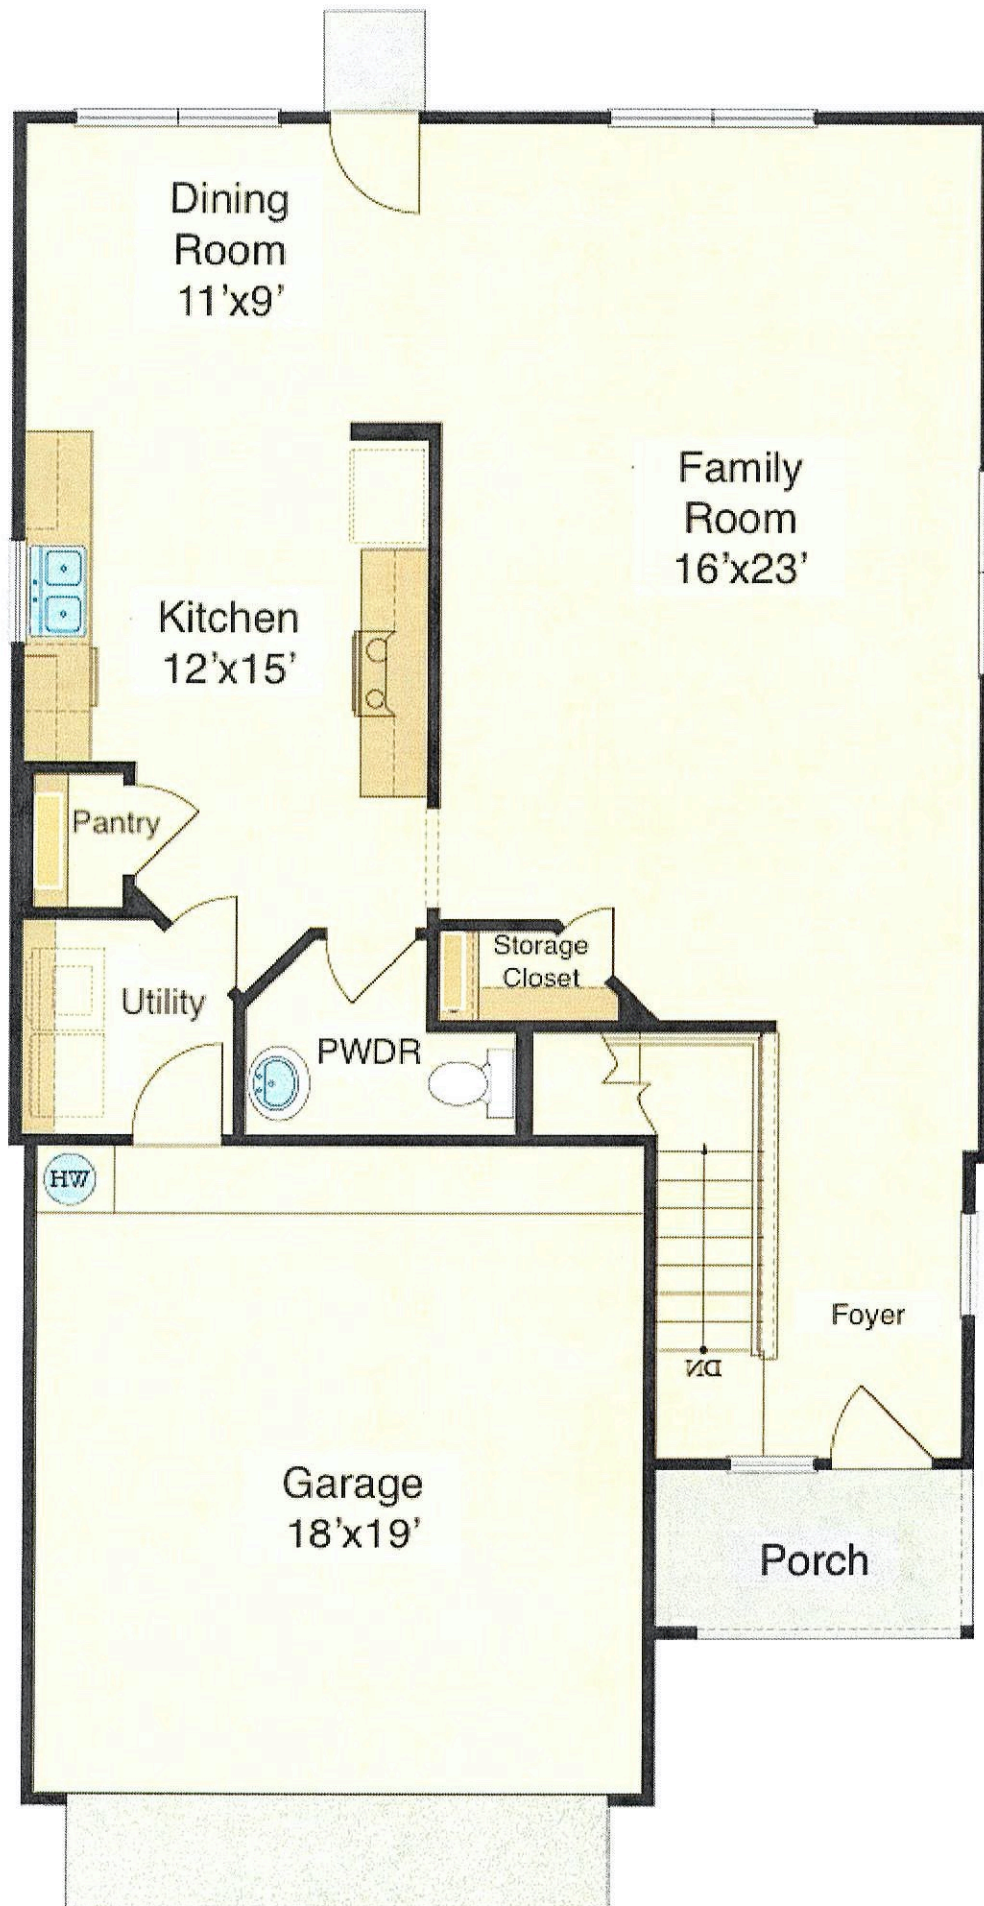 Dining
Room
11'x9'
Family
Room
16'x23'
Kitchen
12'x15'
Pantry
Storage
Closet
Utility
PWDR
HW
Foyer
DN
Garage
18'x19'
Porch